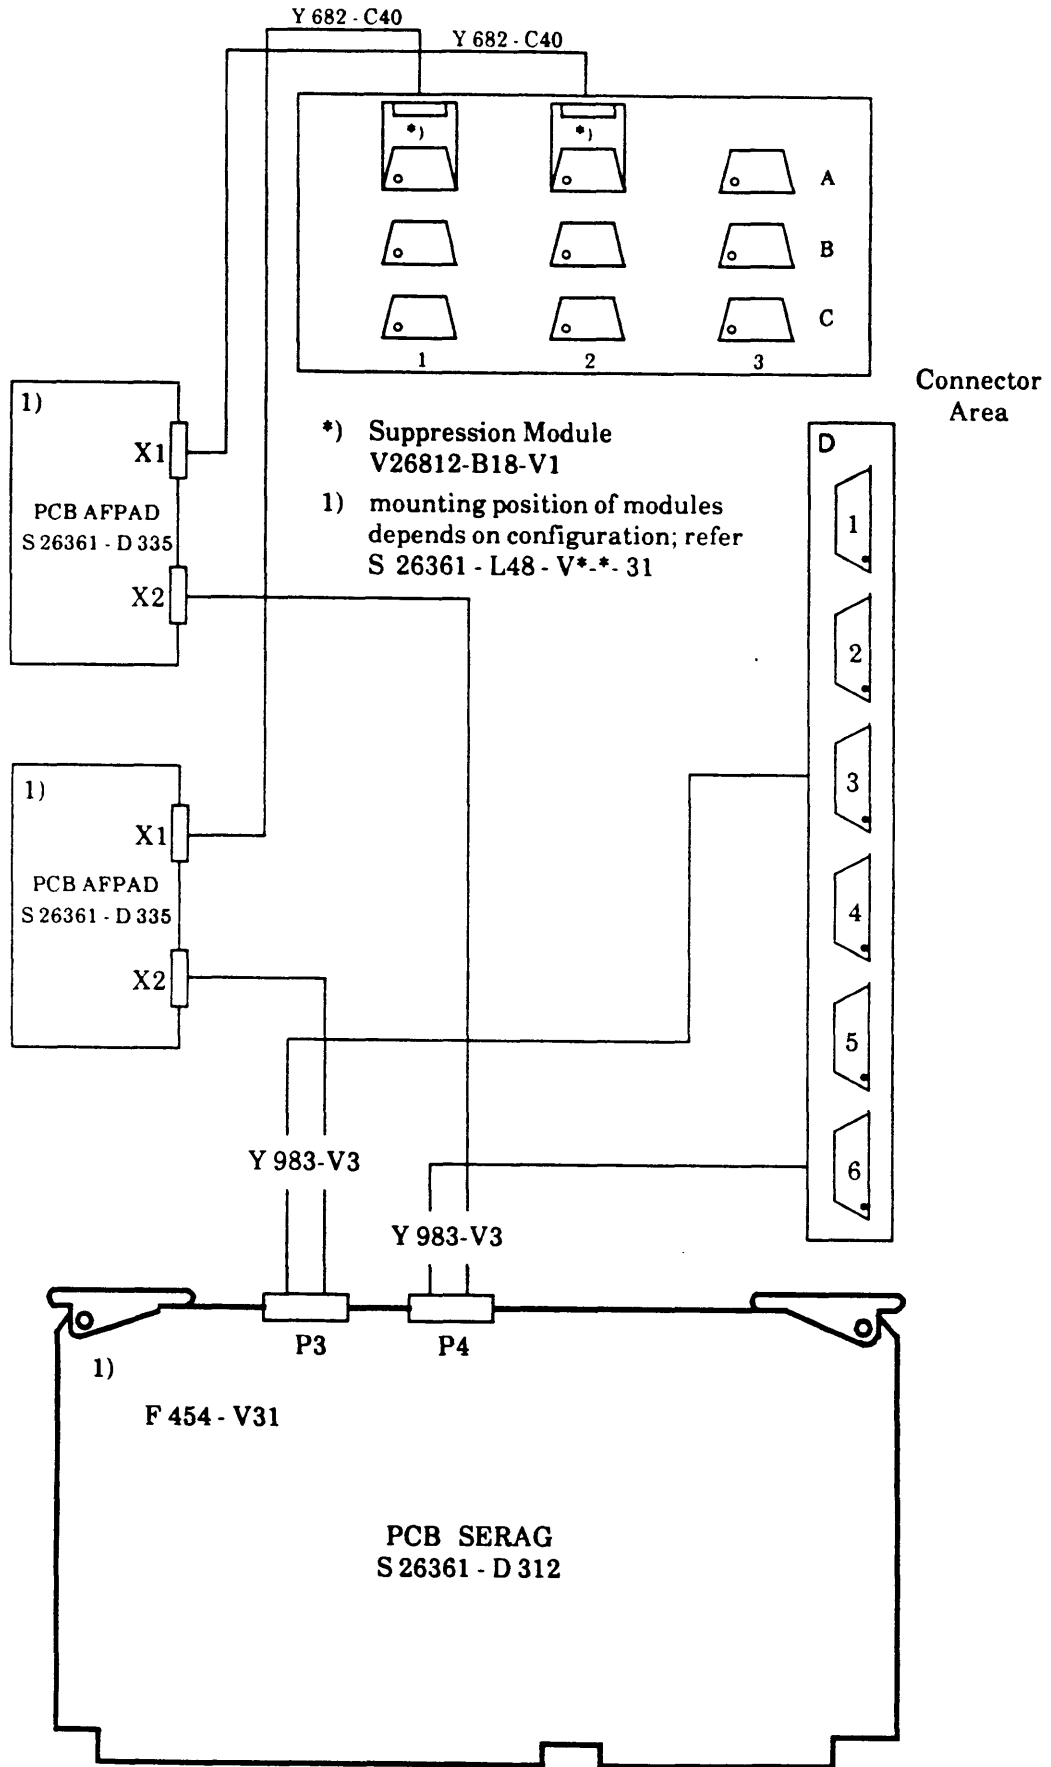 Y 682 - C40
Y 682 - C40
*)
*)
A
B
C
1
2
3
Connector
Area
1)
X1
PCB AFPAD
S 26361 - D 335
X2
*) Suppression Module
V26812-B18-V1
1) mounting position of modules
depends on configuration; refer
S 26361 - L48 - V*-*- 31
D
1
2
3
4
5
6
1)
X1
PCB AFPAD
S 26361 - D 335
X2
Y 983-V3
Y 983-V3
P3
P4
1)
F 454 - V31
PCB SERAG
S 26361 - D 312